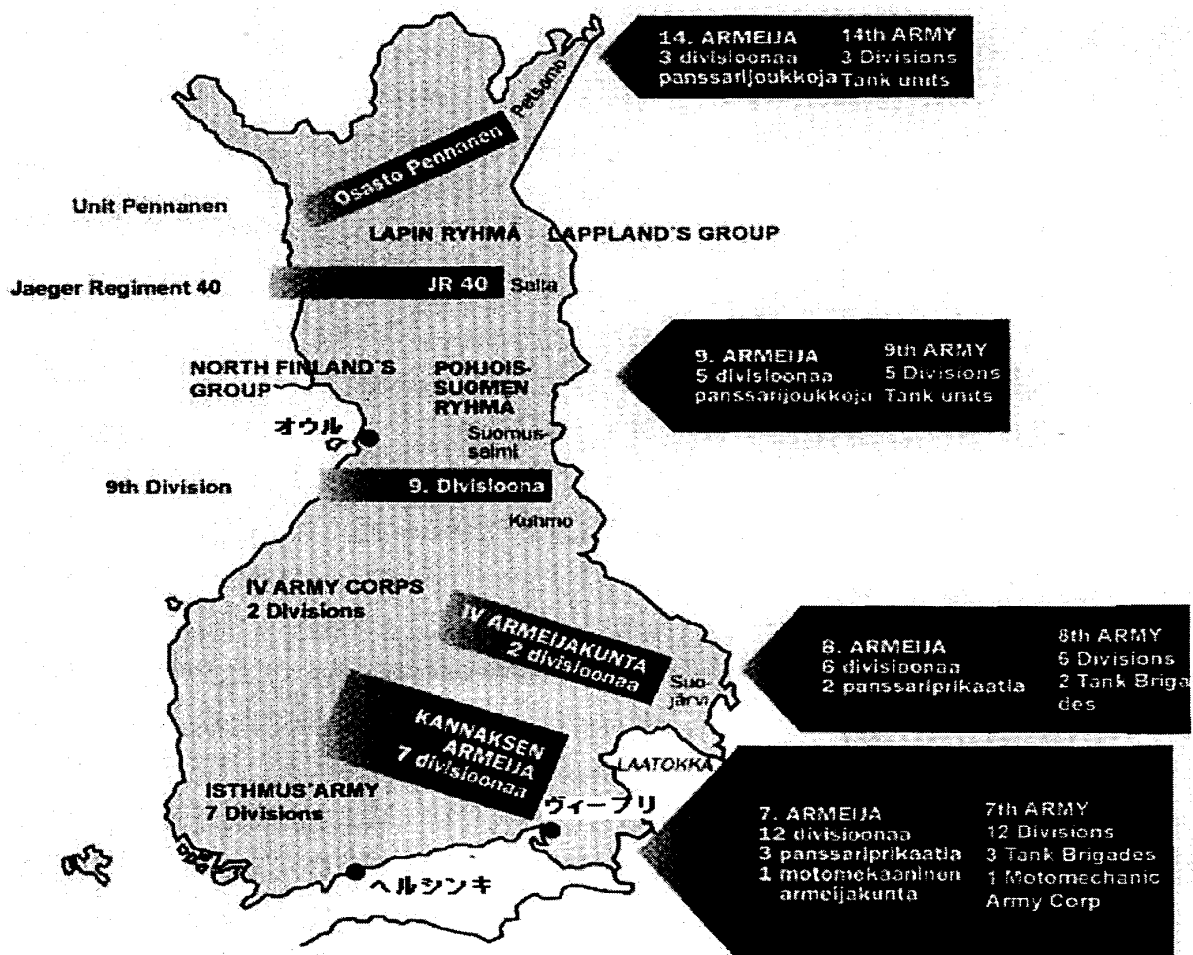 14. ARMEIJA
3 divisioonaa
panssarijoukkoja
14th ARMY
3 Divisions
Tank units
Petsamo
Osasto Pennanen
Unit Pennanen
LAPIN RYHMÄ
LAPPLAND'S GROUP
Jaeger Regiment 40
JR 40
Salla
9. ARMEIJA
5 divisioonaa
panssarijoukkoja
9th ARMY
5 Divisions
Tank units
NORTH FINLAND'S
GROUP
POHJOIS-
SUOMEN
RYHMÄ
オウル
Suomus-
salmi
9th Division
9. Divisioona
Kuhmo
IV ARMY CORPS
2 Divisions
IV ARMEIJAKUNTA
2 divisioonaa
Suo-
järvi
8. ARMEIJA
6 divisioonaa
2 panssariprikaatia
8th ARMY
6 Divisions
2 Tank Briga
des
KANNAKSEN
ARMEIJA
7 divisioonaa
LAATOKKA
ISTHMUS'ARMY
7 Divisions
ヴィープリ
ヘルシンキ
7. ARMEIJA
12 divisioonaa
3 panssariprikaatia
1 motomekaaninen
armeijakunta
7th ARMY
12 Divisions
3 Tank Brigades
1 Motomechanic
Army Corp